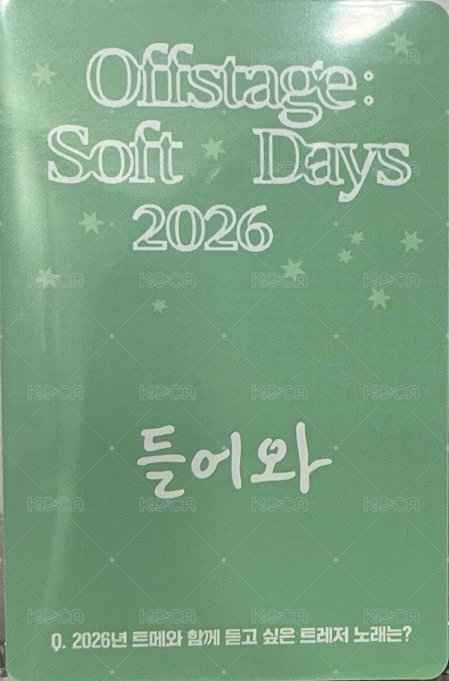 Offstage:
Soft Days
2026
들어와
Q. 2026년 트메와 함께 듣고 싶은 트레저 노래는?
KOCA